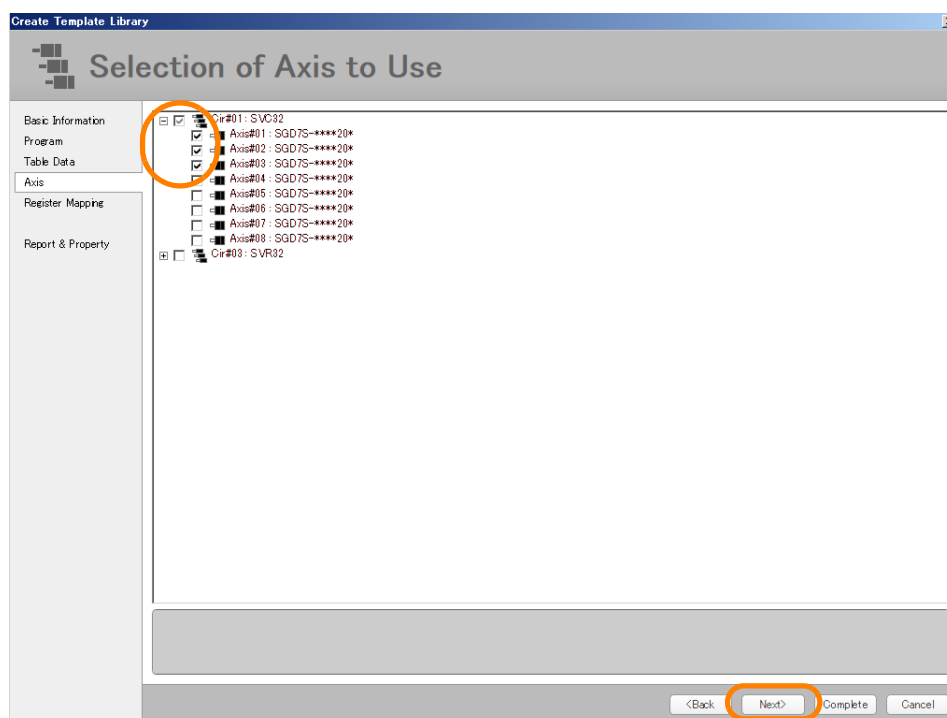 Create Template Library
Selection of Axis to Use
Basic Information
Program
Table Data
Axis
Register Mapping
Report & Property
Cir#01 : SVC32
Axis#01 : SGD7S-****20*
Axis#02 : SGD7S-****20*
Axis#03 : SGD7S-****20*
Axis#04 : SGD7S-****20*
Axis#05 : SGD7S-****20*
Axis#06 : SGD7S-****20*
Axis#07 : SGD7S-****20*
Axis#08 : SGD7S-****20*
Cir#03 : SVR32
<Back
Next>
Complete
Cancel